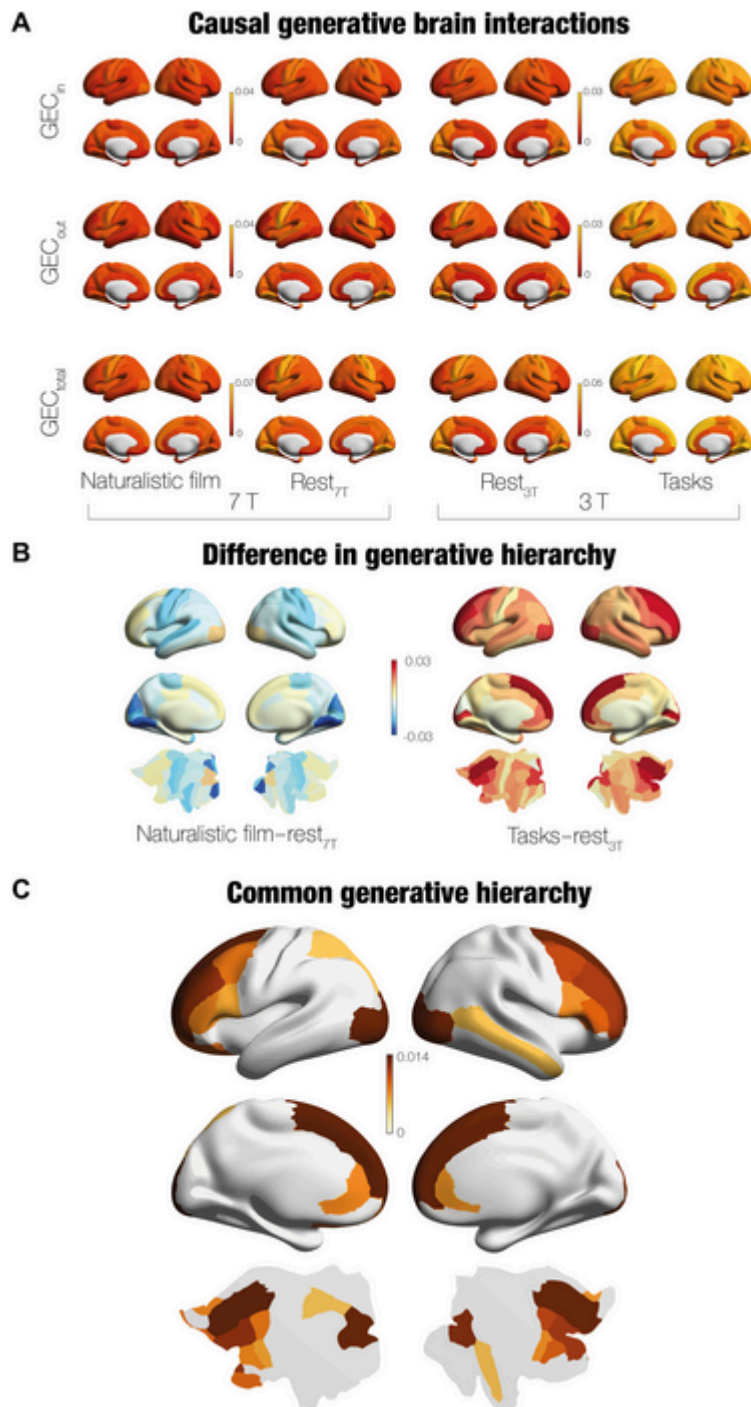 A
Causal generative brain interactions
GECin
0.04
0
0.03
0
GECout
0.04
0
0.03
0
GECtotal
0.07
0
0.05
0
Naturalistic film
Rest7T
Rest3T
Tasks
7 T
3 T
B
Difference in generative hierarchy
0.03
-0.03
Naturalistic film–rest7T
Tasks–rest3T
C
Common generative hierarchy
0.014
0